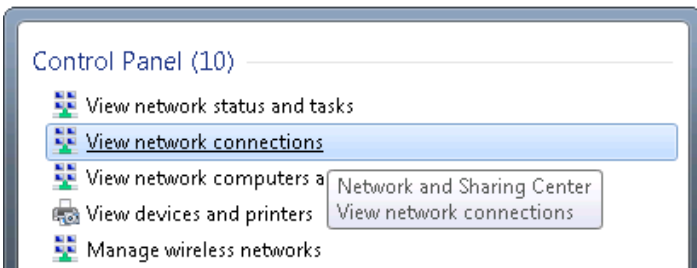 Control Panel (10)
View network status and tasks
View network connections
View network computers a
Network and Sharing Center
View network connections
View devices and printers
Manage wireless networks